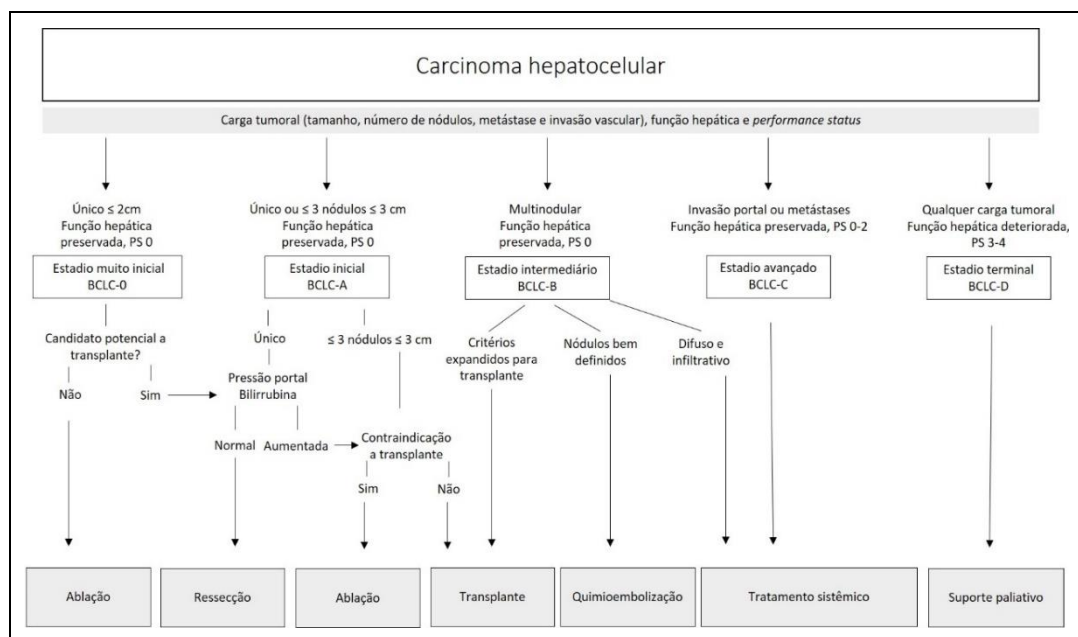 Carcinoma hepatocelular
Carga tumoral (tamanho, número de nódulos, metástase e invasão vascular), função hepática e performance status
Único ≤ 2cm
Função hepática
preservada, PS 0
Único ou ≤ 3 nódulos ≤ 3 cm
Função hepática
preservada, PS 0
Multinodular
Função hepática
preservada, PS 0
Invasão portal ou metástases
Função hepática preservada, PS 0-2
Qualquer carga tumoral
Função hepática deteriorada,
PS 3-4
Estadio muito inicial
BCLC-0
Estadio inicial
BCLC-A
Estadio intermediário
BCLC-B
Estadio avançado
BCLC-C
Estadio terminal
BCLC-D
Candidato potencial a
transplante?
Não
Sim
Único
≤ 3 nódulos ≤ 3 cm
Pressão portal
Bilirrubina
Normal
Aumentada
Contraindicação
a transplante
Sim
Não
Critérios
expandidos para
transplante
Nódulos bem
definidos
Difuso e
infiltrativo
Ablação
Ressecção
Ablação
Transplante
Quimioembolização
Tratamento sistêmico
Suporte paliativo